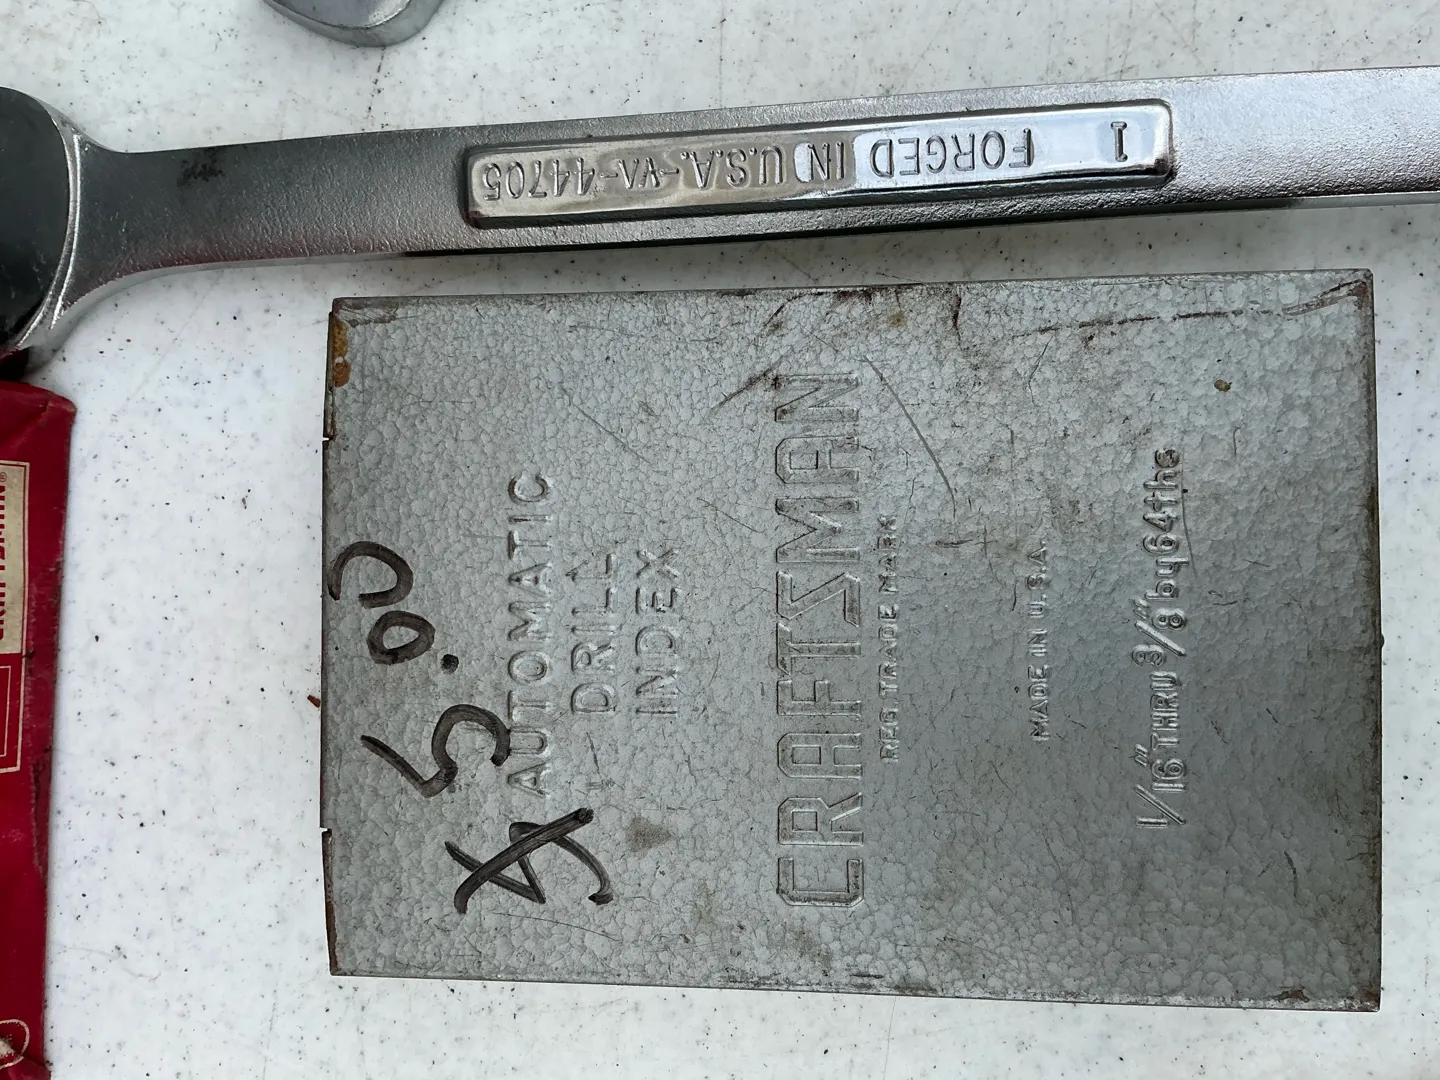 1 FORGED IN U.S.A.-VA-44705
$5.00
AUTOMATIC
DRILL
INDEX
CRAFTSMAN
REG. TRADE MARK
MADE IN U.S.A.
1/16" THRU 3/8" by 64ths